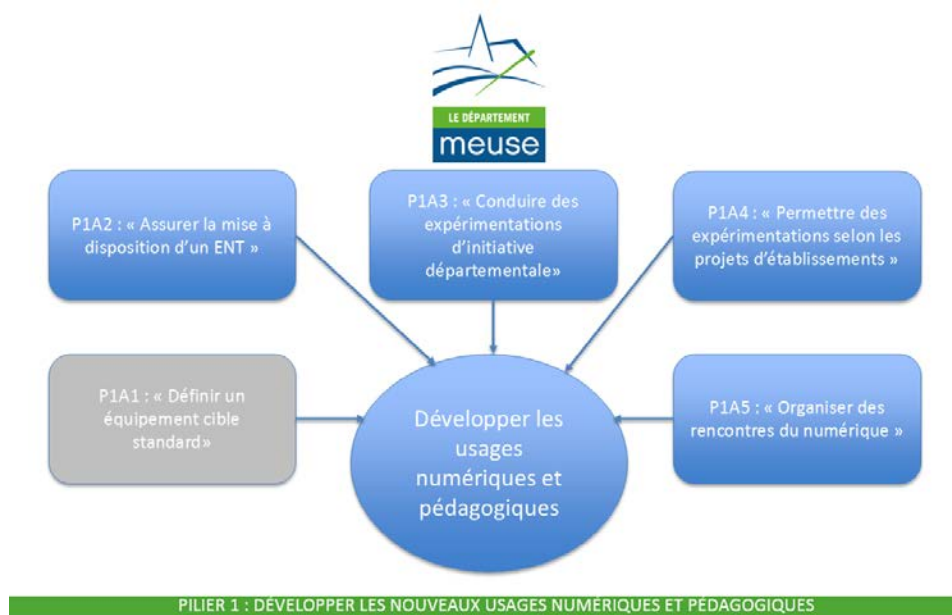 LE DÉPARTEMENT
meuse
P1A2 : « Assurer la mise à
disposition d'un ENT »
P1A3 : « Conduire des
expérimentations
d'initiative
départementale»
P1A4 : « Permettre des
expérimentations selon les
projets d'établissements »
P1A1 : « Définir un
équipement cible
standard»
Développer les
usages
numériques et
pédagogiques
P1A5 : « Organiser des
rencontres du numérique »
PILIER 1 : DÉVELOPPER LES NOUVEAUX USAGES NUMÉRIQUES ET PÉDAGOGIQUES